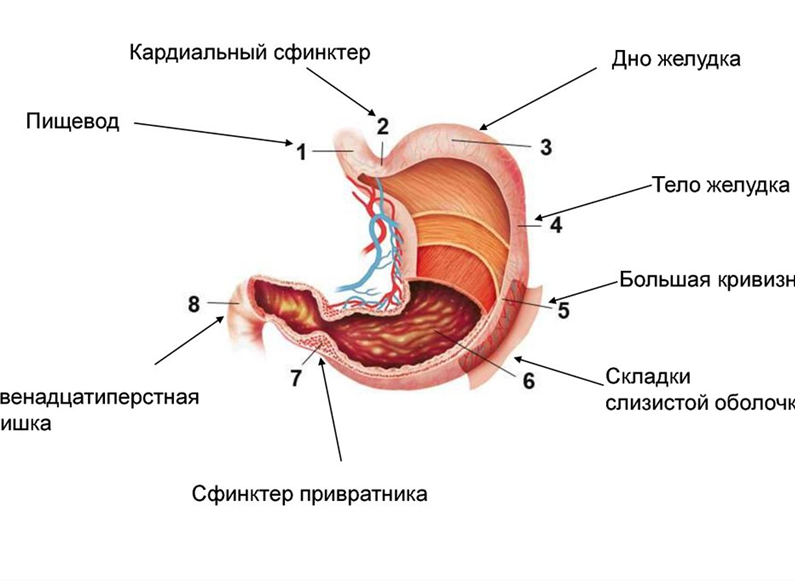 Кардиальный сфинктер
Дно желудка
Пищевод
2
1
3
Тело желудка
4
Большая кривизн
8
5
7
6
Складки
слизистой оболочк
венадцатиперстная
ишка
Сфинктер привратника